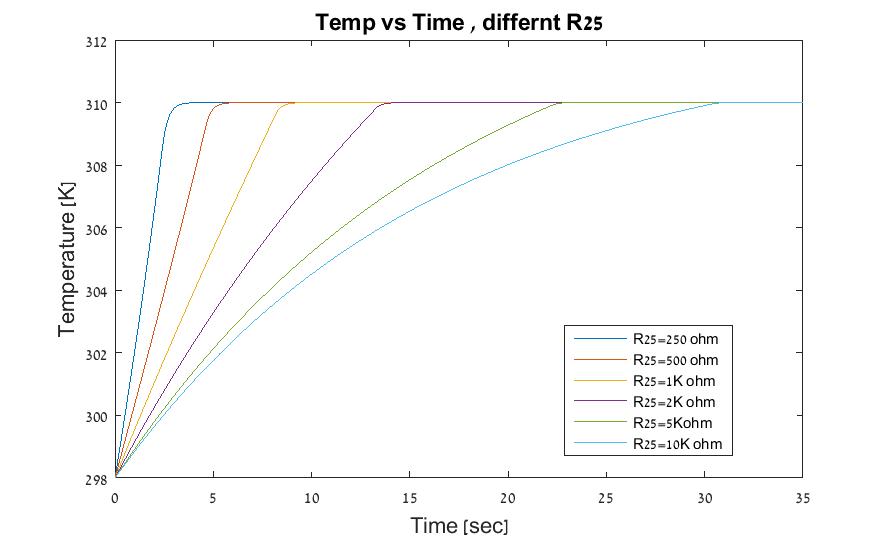 Temp vs Time , differnt R25
312
310
308
306
304
302
300
298
Temperature [K]
0 5 10 15 20 25 30 35
Time [sec]
R25=250 ohm
R25=500 ohm
R25=1K ohm
R25=2K ohm
R25=5Kohm
R25=10K ohm